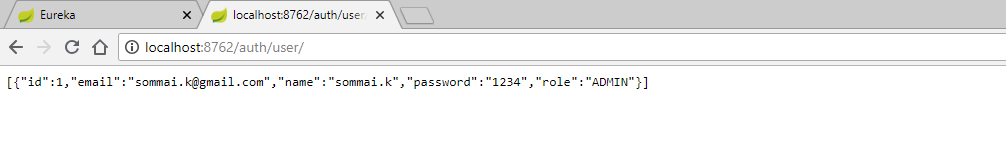 Eureka
localhost:8762/auth/user/
localhost:8762/auth/user/
[{"id":1,"email":"sommai.k@gmail.com","name":"sommai.k","password":"1234","role":"ADMIN"}]